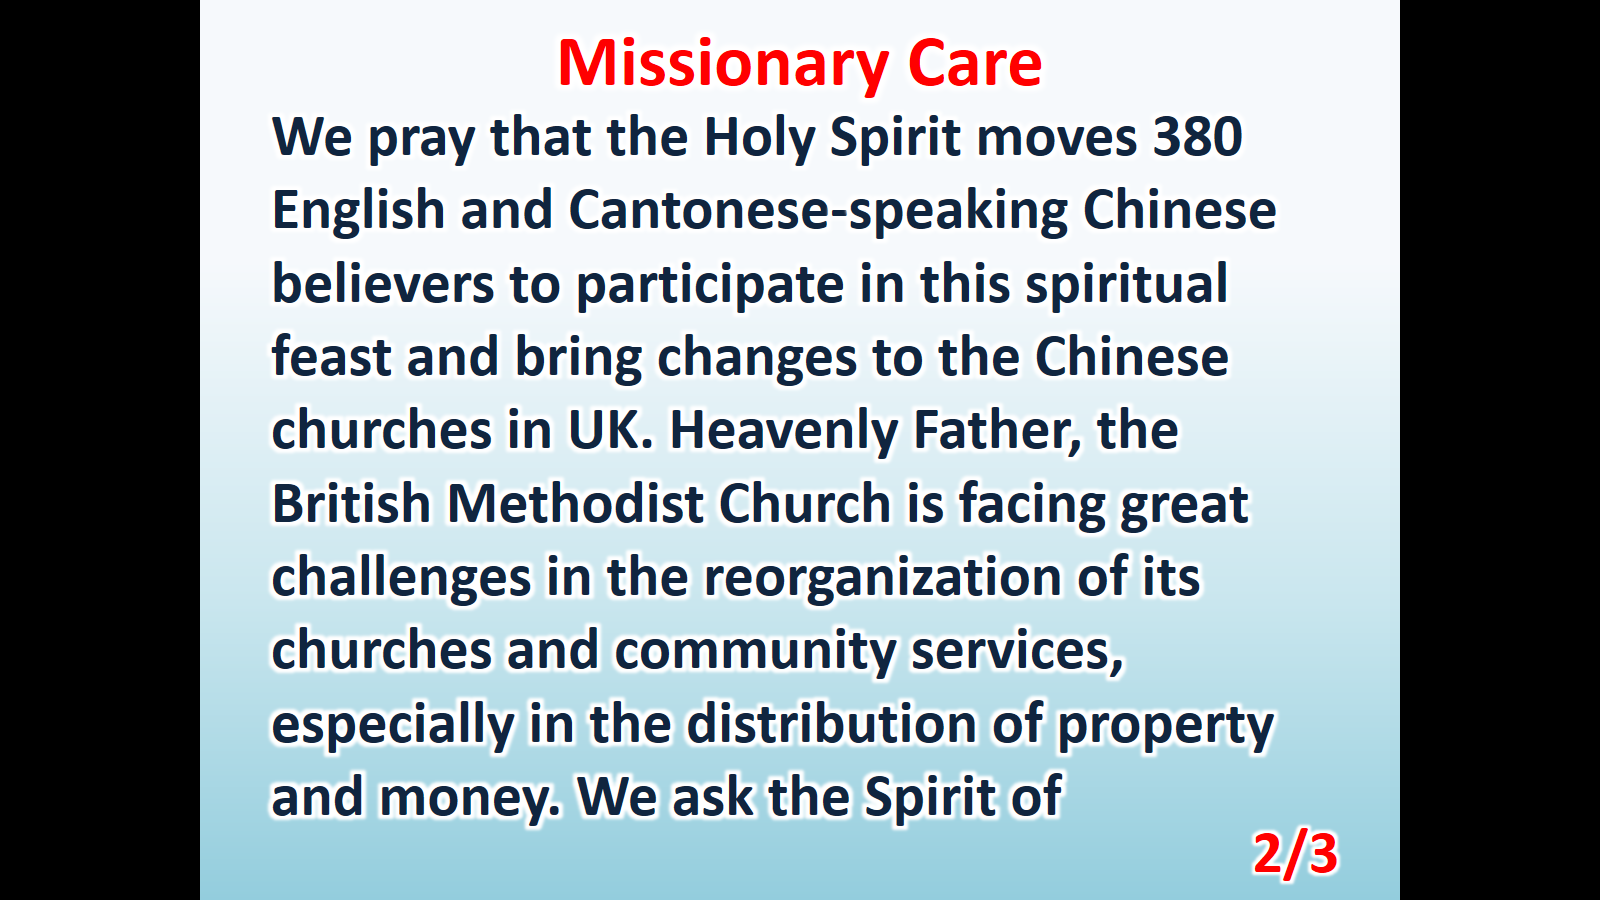 Missionary Care
We pray that the Holy Spirit moves 380
English and Cantonese-speaking Chinese
believers to participate in this spiritual
feast and bring changes to the Chinese
churches in UK. Heavenly Father, the
British Methodist Church is facing great
challenges in the reorganization of its
churches and community services,
especially in the distribution of property
and money. We ask the Spirit of
2/3